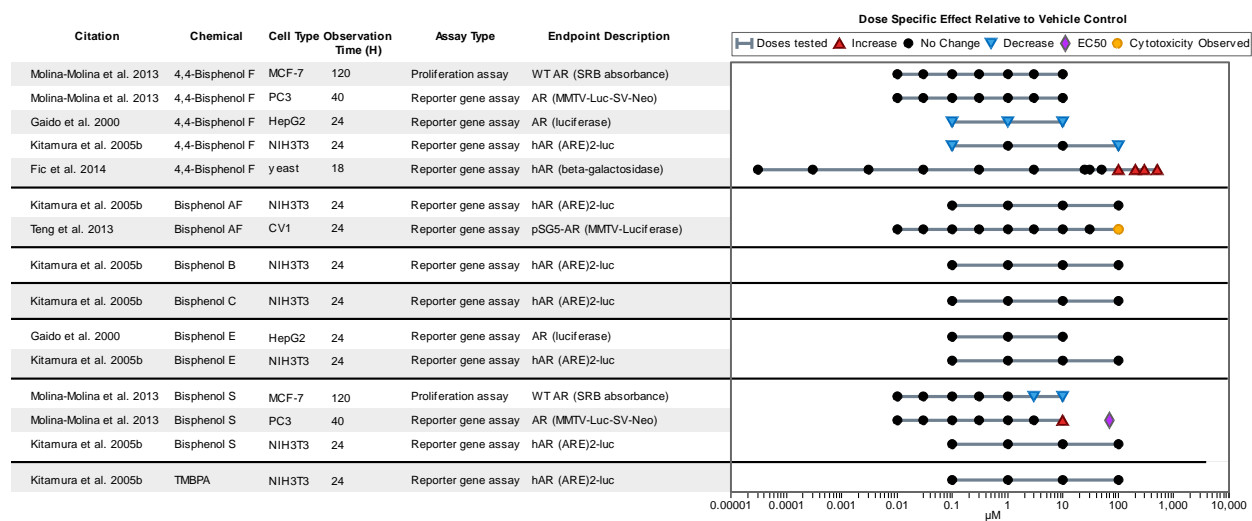 Dose Specific Effect Relative to Vehicle Control
Citation Chemical Cell Type Observation Time (H) Assay Type Endpoint Description
Doses tested Increase No Change Decrease EC50 Cytotoxicity Observed
Molina-Molina et al. 2013 4,4-Bisphenol F MCF-7 120 Proliferation assay WT AR (SRB absorbance)
Molina-Molina et al. 2013 4,4-Bisphenol F PC3 40 Reporter gene assay AR (MMTV-Luc-SV-Neo)
Gaido et al. 2000 4,4-Bisphenol F HepG2 24 Reporter gene assay AR (luciferase)
Kitamura et al. 2005b 4,4-Bisphenol F NIH3T3 24 Reporter gene assay hAR (ARE)2-luc
Fic et al. 2014 4,4-Bisphenol F yeast 18 Reporter gene assay hAR (beta-galactosidase)
Kitamura et al. 2005b Bisphenol AF NIH3T3 24 Reporter gene assay hAR (ARE)2-luc
Teng et al. 2013 Bisphenol AF CV1 24 Reporter gene assay pSG5-AR (MMTV-Luciferase)
Kitamura et al. 2005b Bisphenol B NIH3T3 24 Reporter gene assay hAR (ARE)2-luc
Kitamura et al. 2005b Bisphenol C NIH3T3 24 Reporter gene assay hAR (ARE)2-luc
Gaido et al. 2000 Bisphenol E HepG2 24 Reporter gene assay AR (luciferase)
Kitamura et al. 2005b Bisphenol E NIH3T3 24 Reporter gene assay hAR (ARE)2-luc
Molina-Molina et al. 2013 Bisphenol S MCF-7 120 Proliferation assay WT AR (SRB absorbance)
Molina-Molina et al. 2013 Bisphenol S PC3 40 Reporter gene assay AR (MMTV-Luc-SV-Neo)
Kitamura et al. 2005b Bisphenol S NIH3T3 24 Reporter gene assay hAR (ARE)2-luc
Kitamura et al. 2005b TMBPA NIH3T3 24 Reporter gene assay hAR (ARE)2-luc
0.00001 0.0001 0.001 0.01 0.1 1 10 100 1,000 10,000
µM